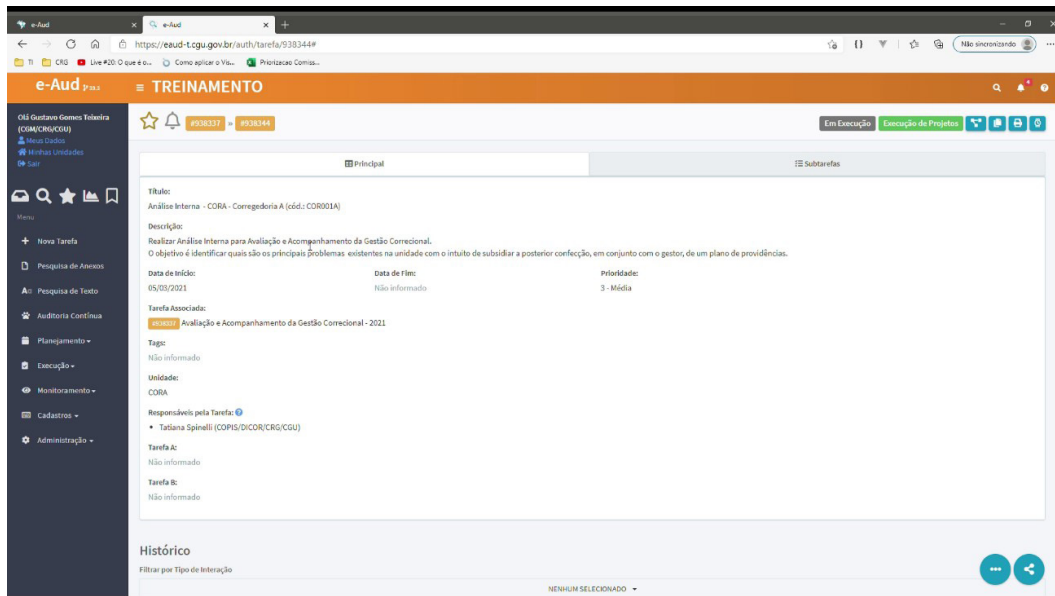 e-Aud
e-Aud
https://eaud-t.cgu.gov.br/auth/tarefa/938344#
Não sincronizando
TI
CRG
Live #20: O que é o...
Como aplicar o Vis...
Priorizacao Comiss...
e-Aud
TREINAMENTO
Olá Gustavo Gomes Teixeira
(CGM/CRG/CGU)
Meus Dados
Minhas Unidades
Sair
Menu
Nova Tarefa
Pesquisa de Anexos
Pesquisa de Texto
Auditoria Contínua
Planejamento
Execução
Monitoramento
Cadastros
Administração
#938337 » #938344
Em Execução
Execução de Projetos
Principal
Subtarefas
Título:
Análise Interna - CORA - Corregedoria A (cód.: COR001A)
Descrição:
Realizar Análise Interna para Avaliação e Acompanhamento da Gestão Correcional.
O objetivo é identificar quais são os principais problemas existentes na unidade com o intuito de subsidiar a posterior confecção, em conjunto com o gestor, de um plano de providências.
Data de Início:
Data de Fim:
Prioridade:
05/03/2021
Não informado
3 - Média
Tarefa Associada:
#938337 Avaliação e Acompanhamento da Gestão Correcional - 2021
Tags:
Não informado
Unidade:
CORA
Responsáveis pela Tarefa:
Tatiana Spinelli (COPIS/DICOR/CRG/CGU)
Tarefa A:
Não informado
Tarefa B:
Não informado
Histórico
Filtrar por Tipo de Interação
NENHUM SELECIONADO